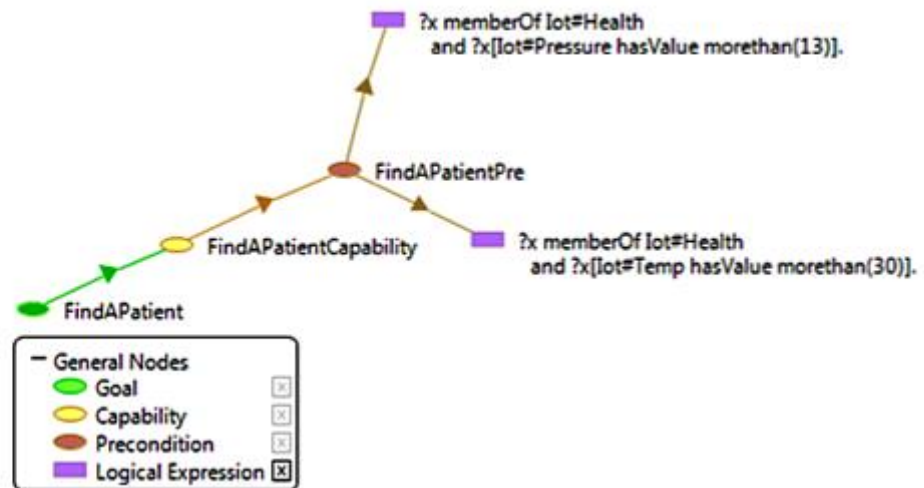 ?x memberOf Iot#Health
and ?x[Iot#Pressure hasValue morethan(13)].
FindAPatientPre
?x memberOf Iot#Health
and ?x[Iot#Temp hasValue morethan(30)].
FindAPatientCapability
FindAPatient
General Nodes
Goal
Capability
Precondition
Logical Expression